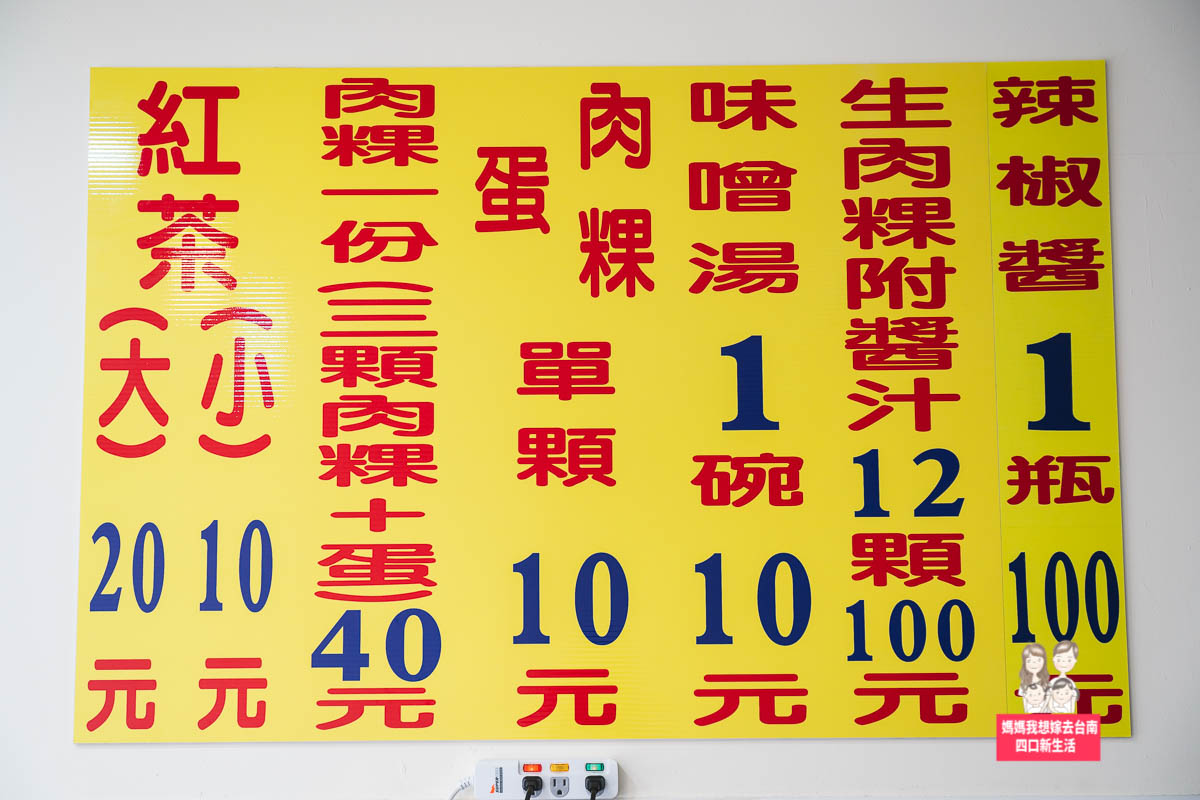 辣椒醬1瓶100元
生肉粿附醬汁12顆100元
味噌湯1碗10元
肉粿
蛋
單顆10元
肉粿一份(三顆肉粿十蛋)40元
紅茶
(小)10元
(大)20元
媽媽我想嫁去台南
四口新生活